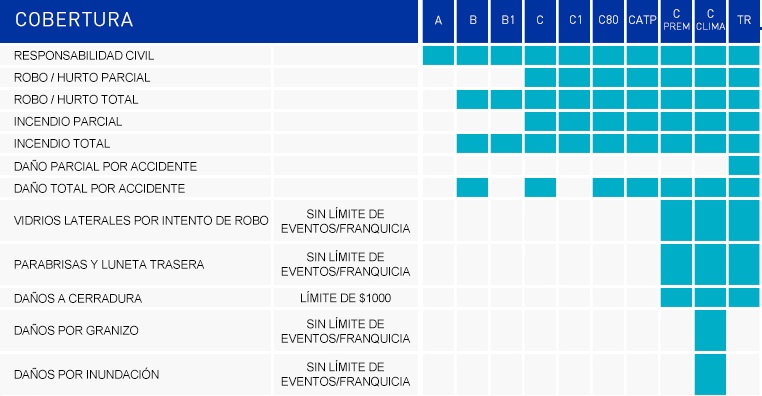 COBERTURA
A B B1 C C1 C80 CATP C PREM C CLIMA TR
RESPONSABILIDAD CIVIL
ROBO / HURTO PARCIAL
ROBO / HURTO TOTAL
INCENDIO PARCIAL
INCENDIO TOTAL
DAÑO PARCIAL POR ACCIDENTE
DAÑO TOTAL POR ACCIDENTE
VIDRIOS LATERALES POR INTENTO DE ROBO
SIN LÍMITE DE
EVENTOS/FRANQUICIA
PARABRISAS Y LUNETA TRASERA
SIN LÍMITE DE
EVENTOS/FRANQUICIA
DAÑOS A CERRADURA
LÍMITE DE $1000
DAÑOS POR GRANIZO
SIN LÍMITE DE
EVENTOS/FRANQUICIA
DAÑOS POR INUNDACIÓN
SIN LÍMITE DE
EVENTOS/FRANQUICIA